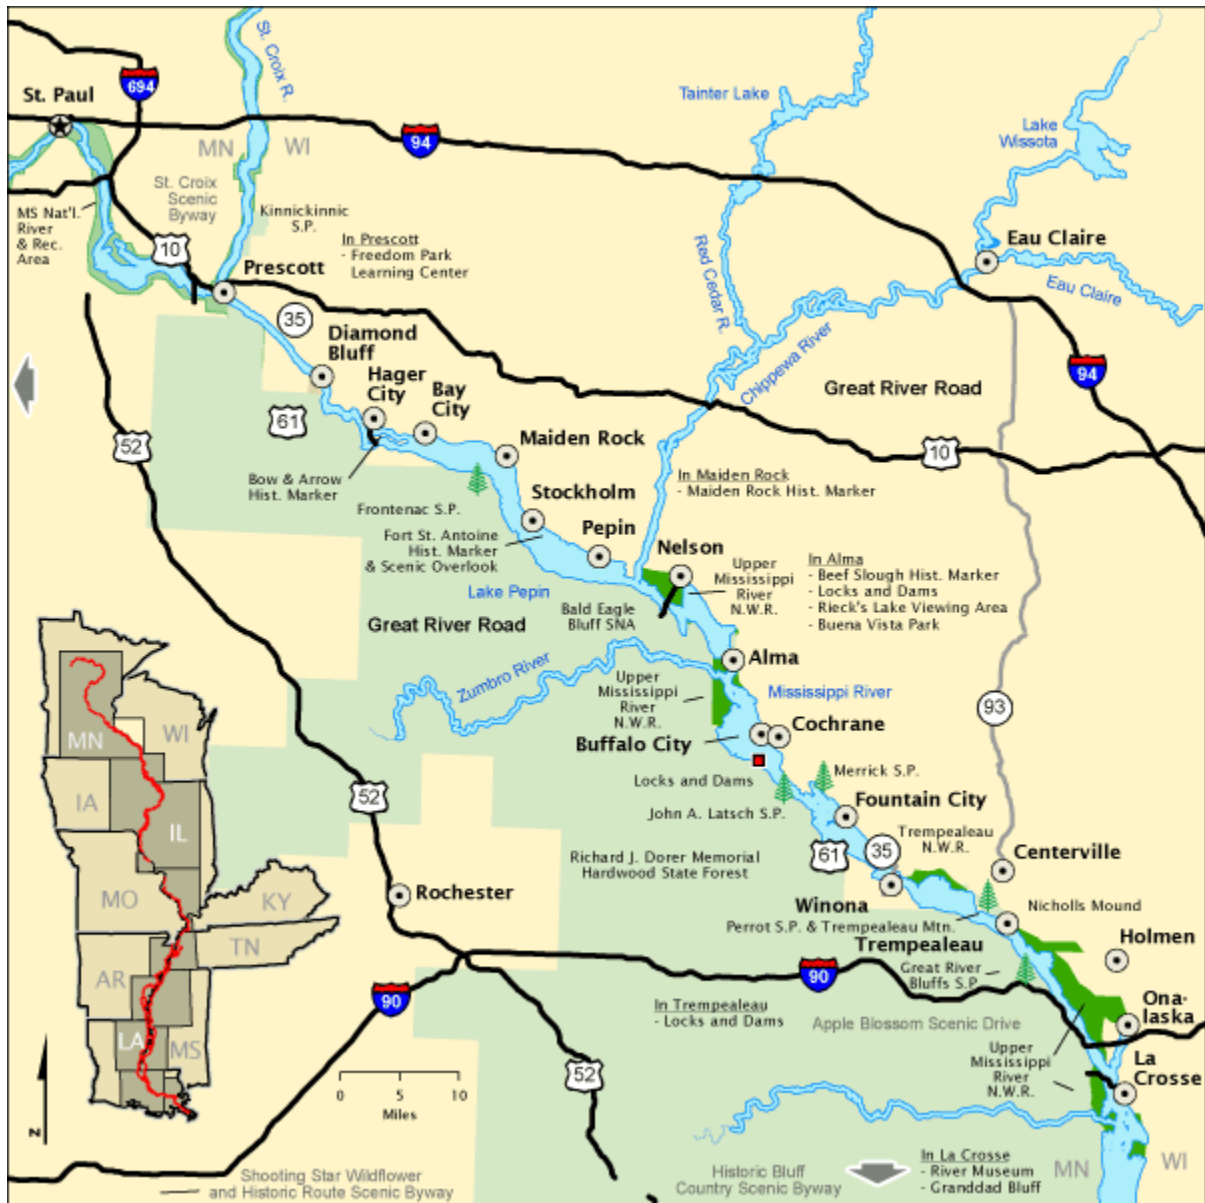 St. Croix R.
694
St. Paul
94
MN
WI
Tainter Lake
Lake
Wissota
St. Croix
Scenic
Byway
MS Nat'l.
River
& Rec.
Area
Kinnickinnic
S.P.
In Prescott
- Freedom Park
Learning Center
10
Prescott
Red Cedar R.
Eau Claire
Eau Claire
35
Diamond
Bluff
Chippewa River
Great River Road
94
Hager
City
Bay
City
61
52
Maiden Rock
10
Bow & Arrow
Hist. Marker
In Maiden Rock
- Maiden Rock Hist. Marker
Frontenac S.P.
Stockholm
Fort St. Antoine
Hist. Marker
& Scenic Overlook
Pepin
Nelson
Upper
Mississippi
River
N.W.R.
In Alma
- Beef Slough Hist. Marker
- Locks and Dams
- Rieck's Lake Viewing Area
- Buena Vista Park
Lake Pepin
Bald Eagle
Bluff SNA
Great River Road
Zumbro River
Alma
Upper
Mississippi
River
N.W.R.
Mississippi River
93
Cochrane
Buffalo City
Locks and Dams
Merrick S.P.
John A. Latsch S.P.
Fountain City
52
Trempealeau
N.W.R.
61
35
Richard J. Dorer Memorial
Hardwood State Forest
Centerville
Rochester
Winona
Nicholls Mound
Perrot S.P. & Trempealeau Mtn.
Trempealeau
Holmen
Great River
Bluffs S.P.
90
90
In Trempealeau
- Locks and Dams
Apple Blossom Scenic Drive
Ona-
laska
Upper
Mississippi
River
N.W.R.
La
Crosse
52
0
5
10
Miles
MN
WI
IA
IL
MO
KY
TN
AR
LA
MS
N
Shooting Star Wildflower
and Historic Route Scenic Byway
Historic Bluff
Country Scenic Byway
In La Crosse
- River Museum
- Granddad Bluff
MN
WI